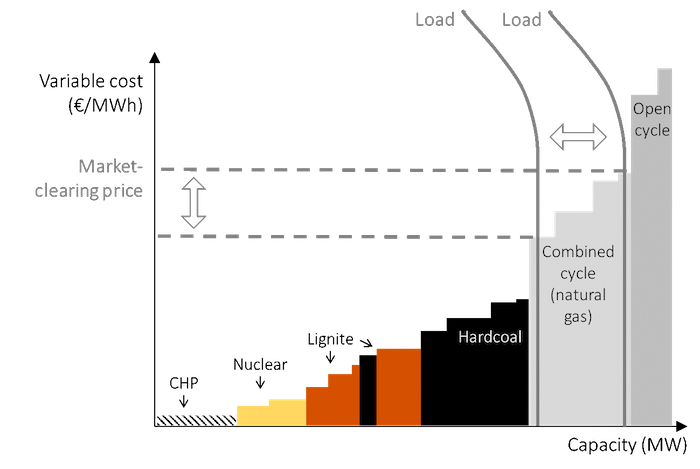 Load
Load
Variable cost
(€/MWh)
Open
cycle
Market-
clearing price
Combined
cycle
(natural
gas)
Lignite
Hardcoal
Nuclear
CHP
Capacity (MW)